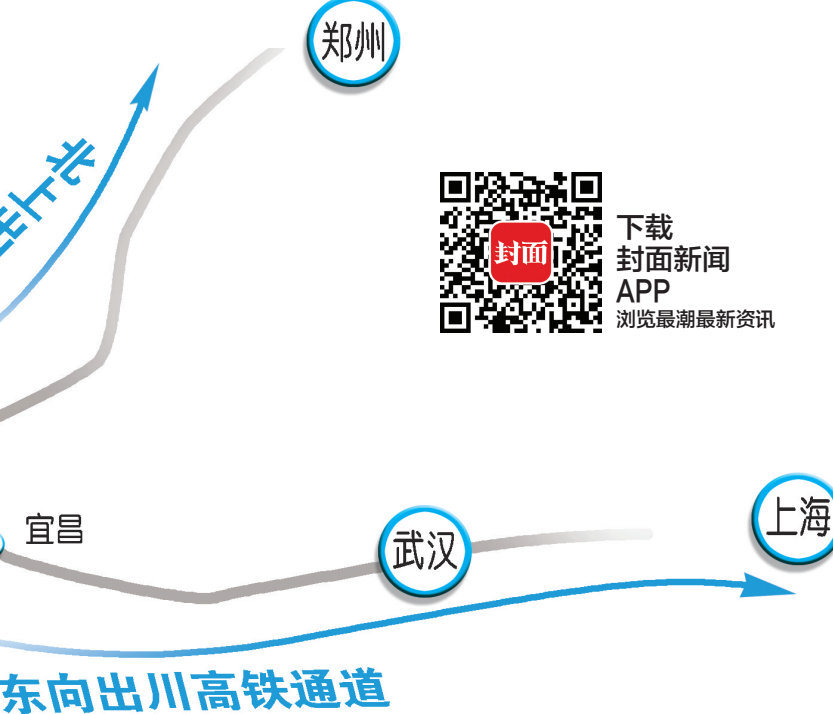 郑州
北上
下载
封面新闻
APP
浏览最潮最新资讯
封面
宜昌
武汉
上海
东向出川高铁通道